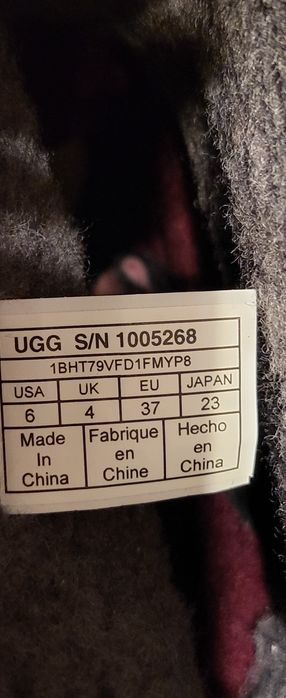 UGG S/N 1005268
1BHT79VFD1FMYP8
USA UK EU JAPAN
6 4 37 23
Made In China
Fabrique en Chine
Hecho en China